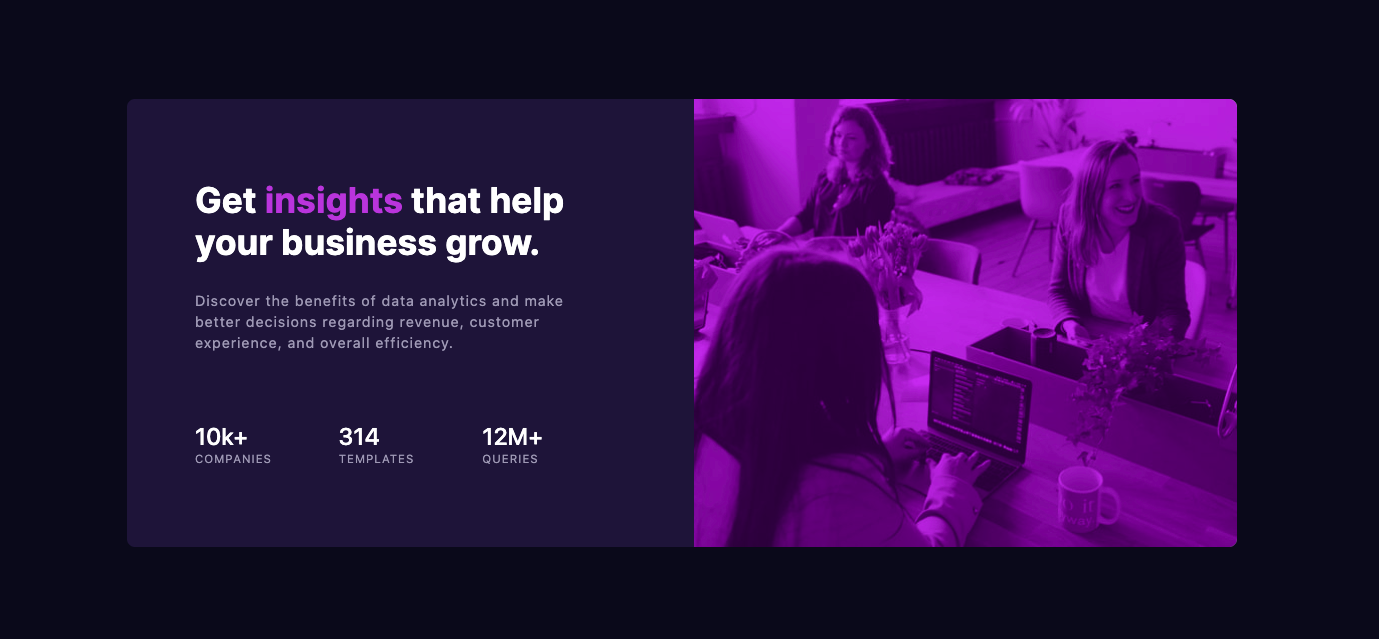 Get insights that help
your business grow.
Discover the benefits of data analytics and make
better decisions regarding revenue, customer
experience, and overall efficiency.
10k+ 314 12M+
COMPANIES TEMPLATES QUERIES